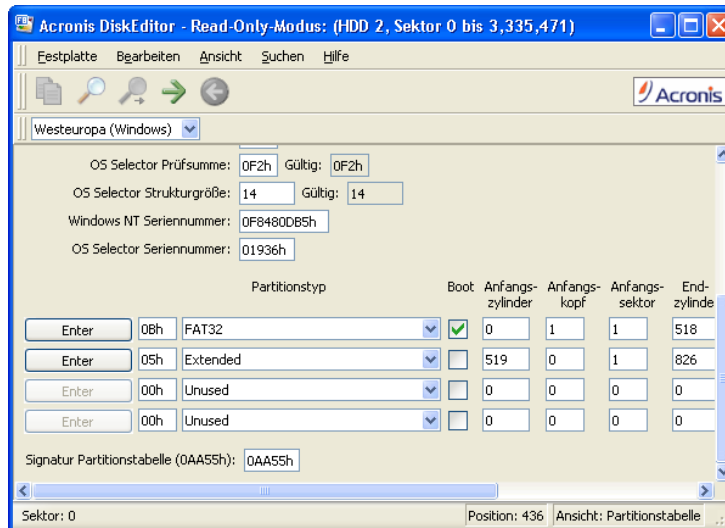 Acronis DiskEditor - Read-Only-Modus: (HDD 2, Sektor 0 bis 3,335,471)
Festplatte Bearbeiten Ansicht Suchen Hilfe
Acronis
Westeuropa (Windows)
OS Selector Prüfsumme: 0F2h Gültig: 0F2h
OS Selector Strukturgröße: 14 Gültig: 14
Windows NT Seriennummer: 0F8480DB5h
OS Selector Seriennummer: 01936h
Partitionstyp Boot Anfangs- Anfangs- Anfangs- End-
zylinder kopf sektor zylinde
Enter 0Bh FAT32 0 1 1 518
Enter 05h Extended 519 0 1 826
Enter 00h Unused 0 0 0 0
Enter 00h Unused 0 0 0 0
Signatur Partitionstabelle (0AA55h): 0AA55h
Sektor: 0 Position: 436 Ansicht: Partitionstabelle